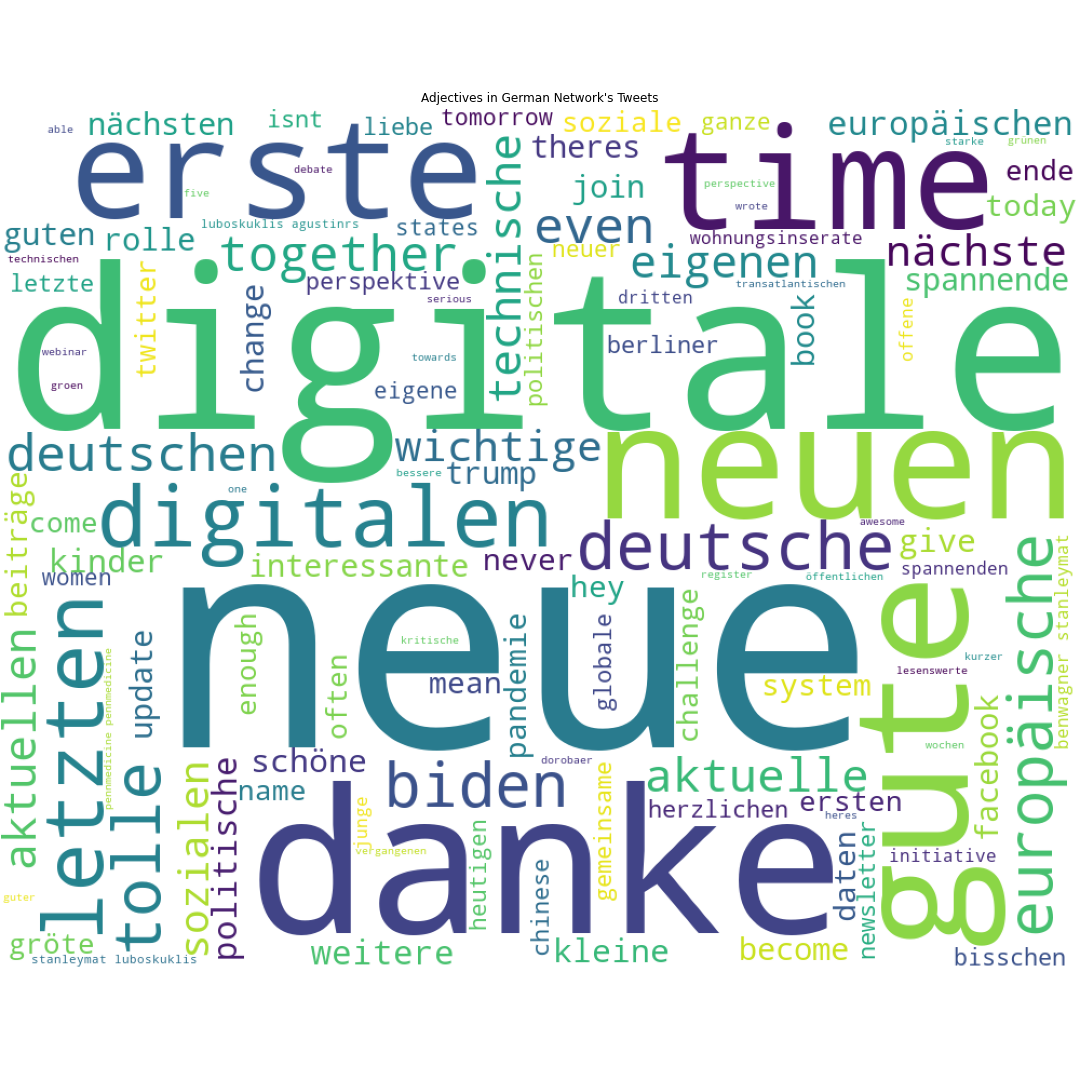 Adjectives in German Network's Tweets
able
nächsten
isnt
liebe
tomorrow
soziale
ganze
europäischen
starke
grünen
erste
debate
five
technische
theres
time
ende
join
perspective
wrote
today
luboskuklis agustinrs
states
even
guten
rolle
together
neuer
wohnungsinserate
nächste
technischen
eigenen
spannende
letzte
twitter
change
perspektive
serious
politischen
dritten
transatlantischen
book
offene
digitale
webinar
groen
towards
eigene
berliner
deutschen
wichtige
neuen
bessere
trump
beiträge
one
come
digitalen
awesome
kinder
interessante
never
deutsche
give
women
hey
register
öffentlichen
spannenden
europäische
stanleymat
benwagner
letzten
neue
gute
aktuellen
update
pennmedicine pennmedicine
enough
often
kritische
mean
pandemie
globale
challenge
system
kurzer
lesenswerte
wochen
facebook
tolle
sozialen
politische
schöne
name
dorobaer
biden
aktuelle
herzlichen
ersten
heres
junge
vergangenen
danke
gemeinsame
heutigen
chinese
daten
newsletter
initiative
guter
gröte
stanleymat luboskuklis
weitere
kleine
become
bisschen